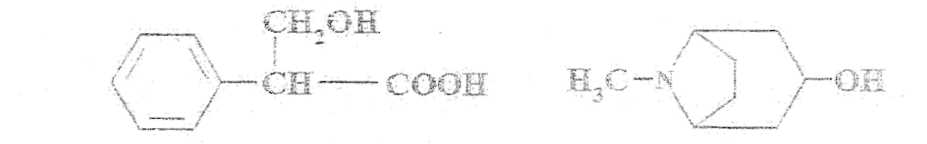 CH₂OH
CH — COOH
H₃C–N
OH